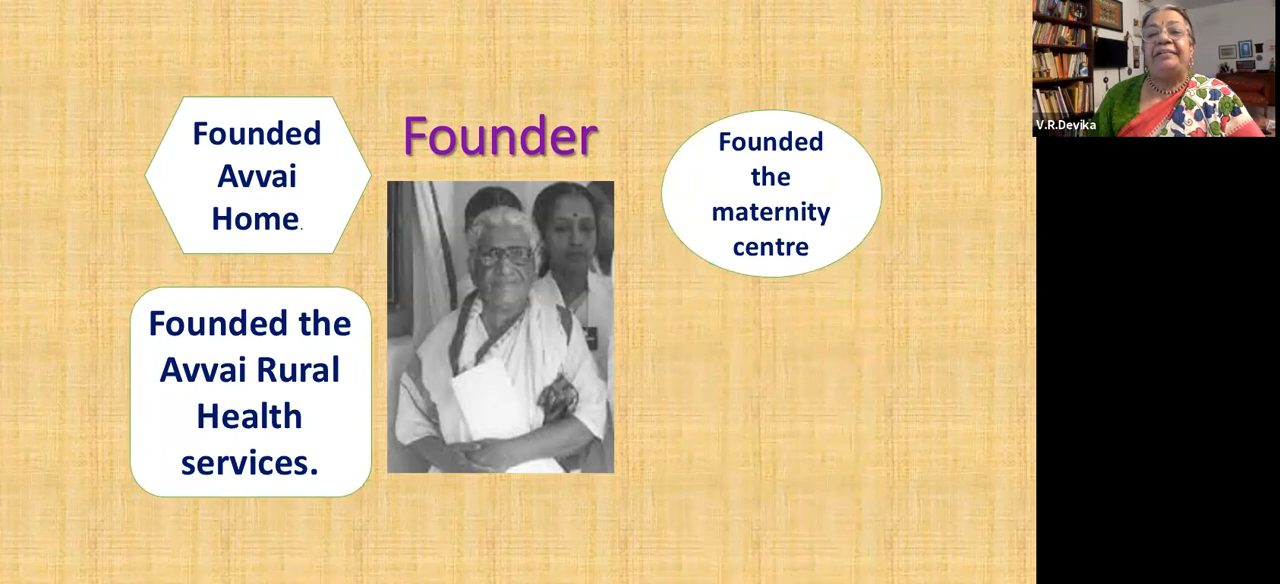 Founded
Avvai
Home.
Founder
Founded
the
maternity
centre
Founded the
Avvai Rural
Health
services.
V.R.Devika